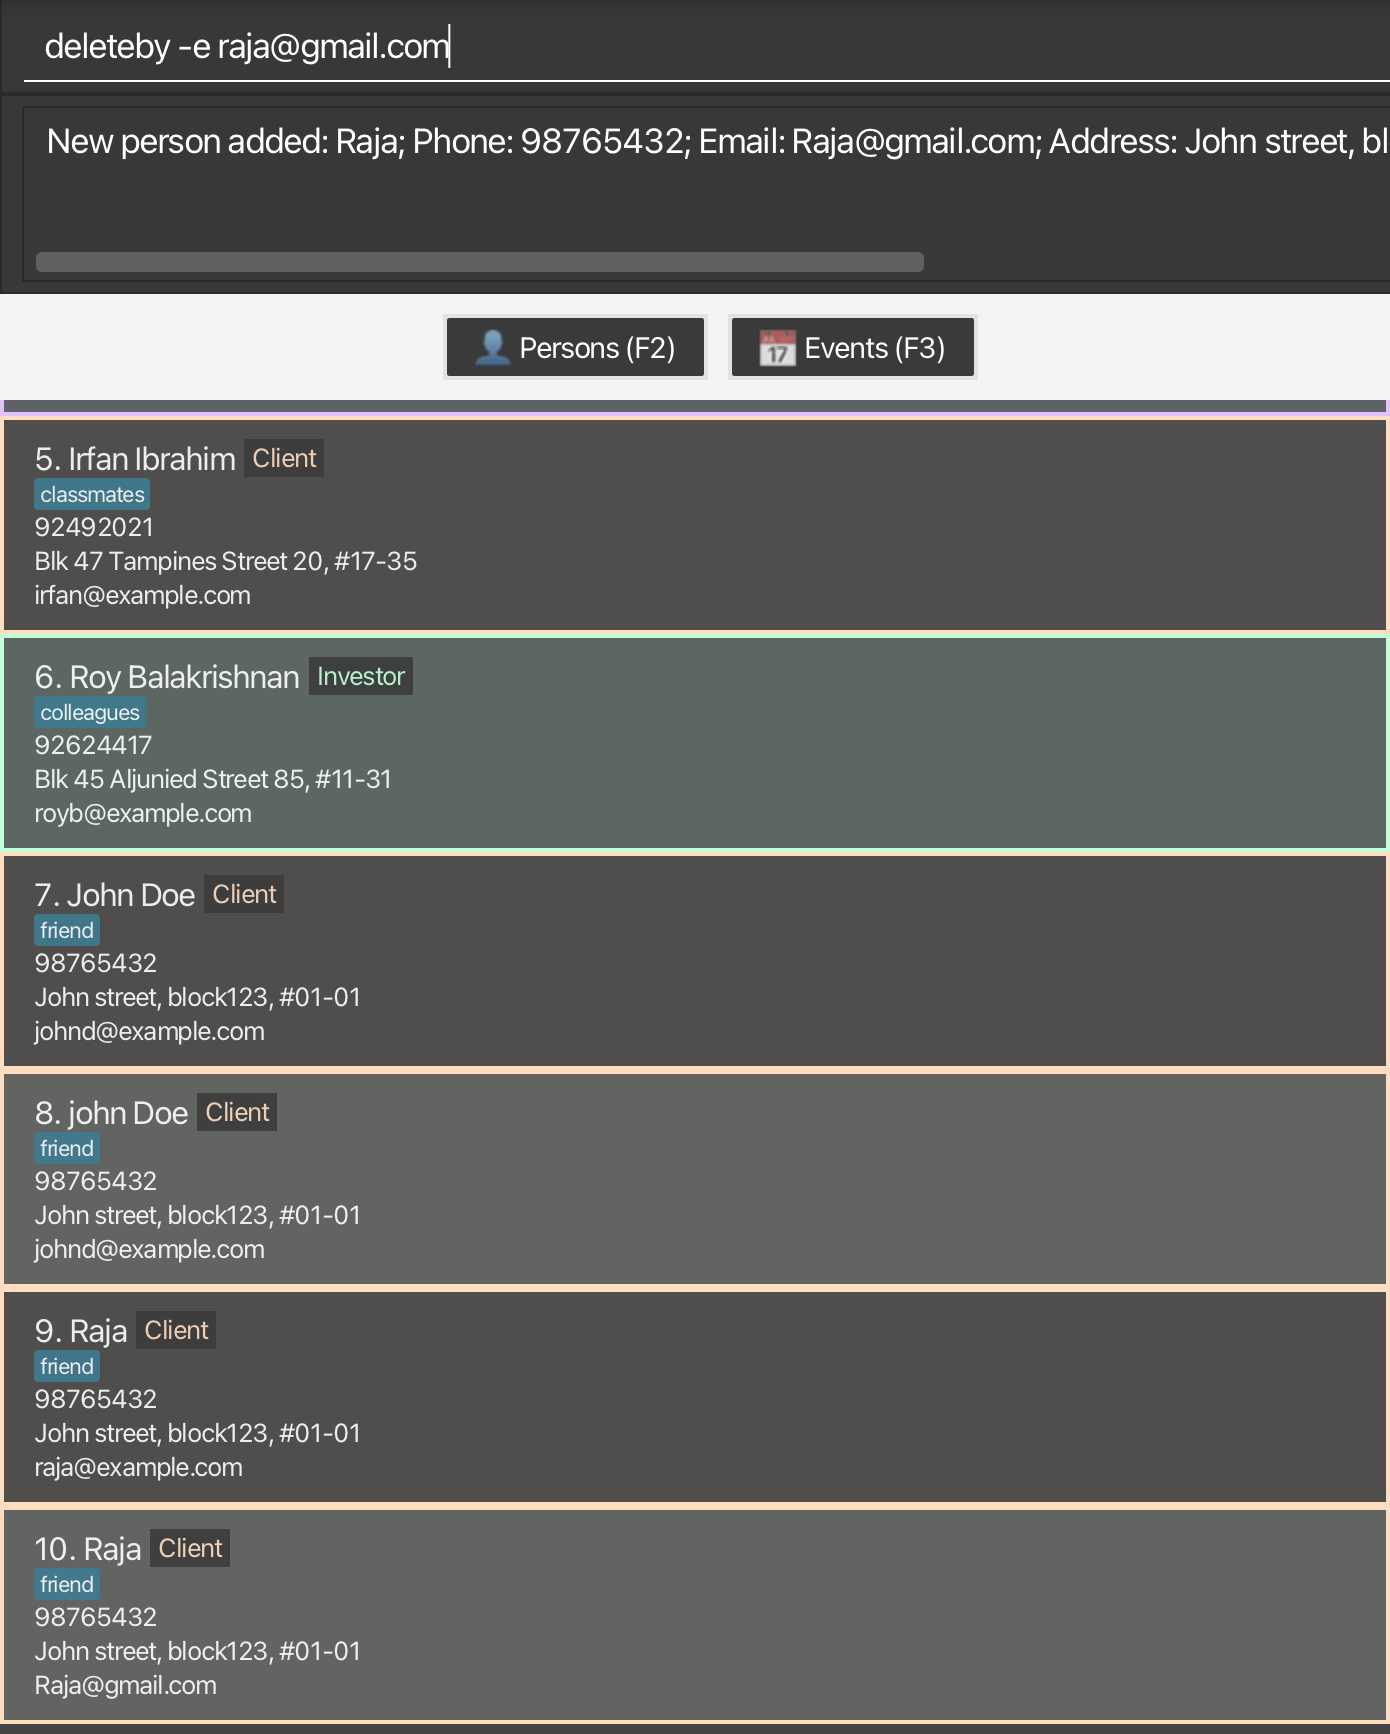 deleteby -e raja@gmail.com
New person added: Raja; Phone: 98765432; Email: Raja@gmail.com; Address: John street, bl
Persons (F2)
JUL 17 Events (F3)
5. Irfan Ibrahim Client
classmates
92492021
Blk 47 Tampines Street 20, #17-35
irfan@example.com
6. Roy Balakrishnan Investor
colleagues
92624417
Blk 45 Aljunied Street 85, #11-31
royb@example.com
7. John Doe Client
friend
98765432
John street, block123, #01-01
johnd@example.com
8. john Doe Client
friend
98765432
John street, block123, #01-01
johnd@example.com
9. Raja Client
friend
98765432
John street, block123, #01-01
raja@example.com
10. Raja Client
friend
98765432
John street, block123, #01-01
Raja@gmail.com